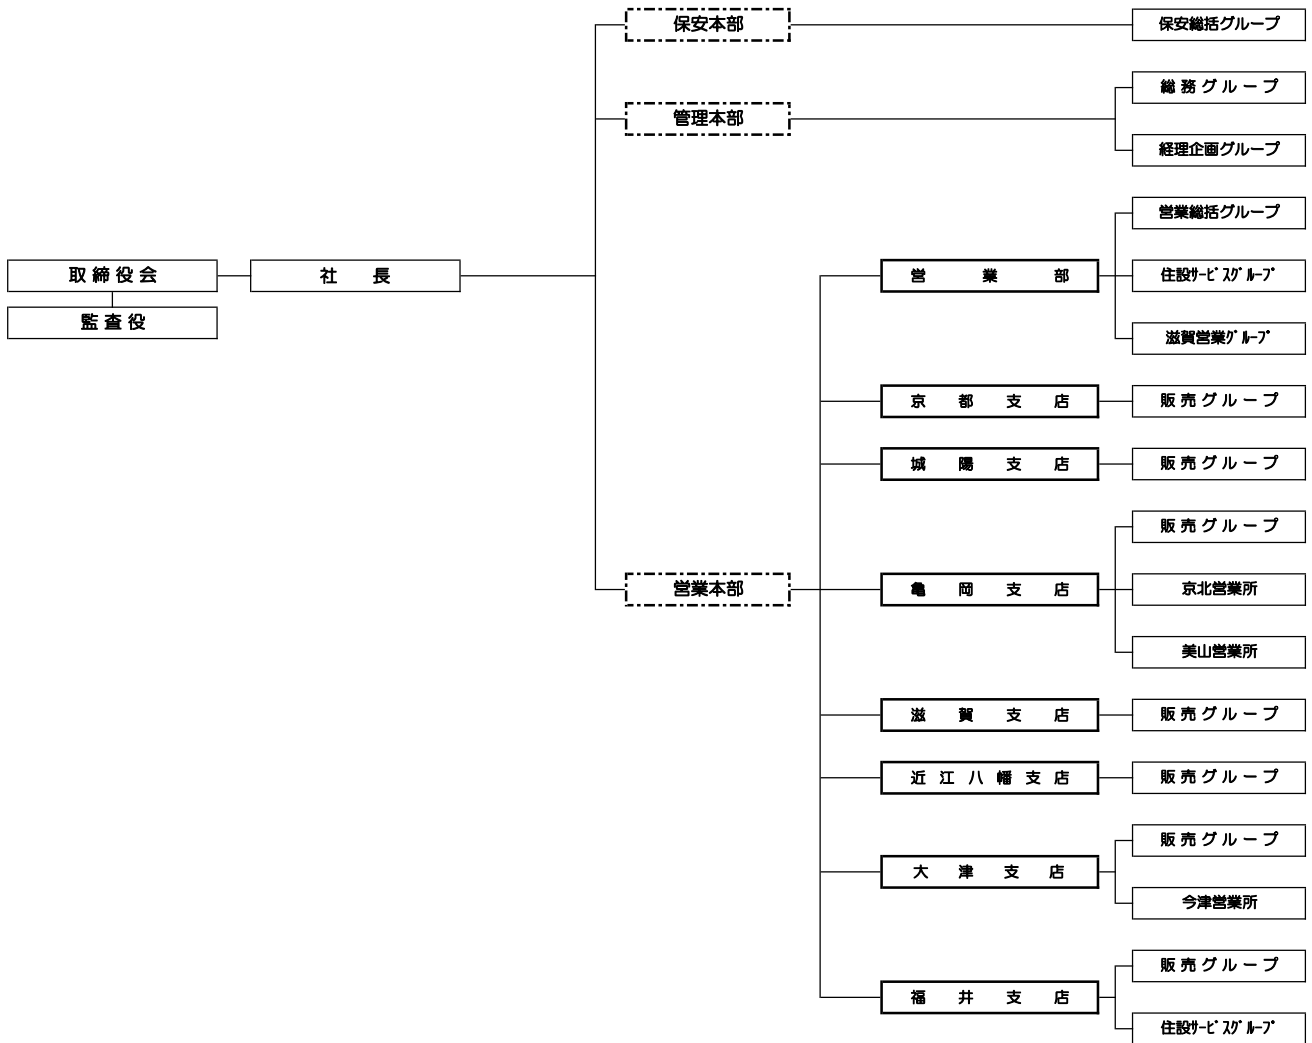 保安本部
保安総括グループ
総務グループ
管理本部
経理企画グループ
営業総括グループ
取締役会
社長
営業部
住設ｻｰﾋﾞｽｸﾞﾙｰﾌﾟ
監査役
滋賀営業ｸﾞﾙｰﾌﾟ
京都支店
販売グループ
城陽支店
販売グループ
販売グループ
営業本部
亀岡支店
京北営業所
美山営業所
滋賀支店
販売グループ
近江八幡支店
販売グループ
販売グループ
大津支店
今津営業所
販売グループ
福井支店
住設ｻｰﾋﾞｽｸﾞﾙｰﾌﾟ